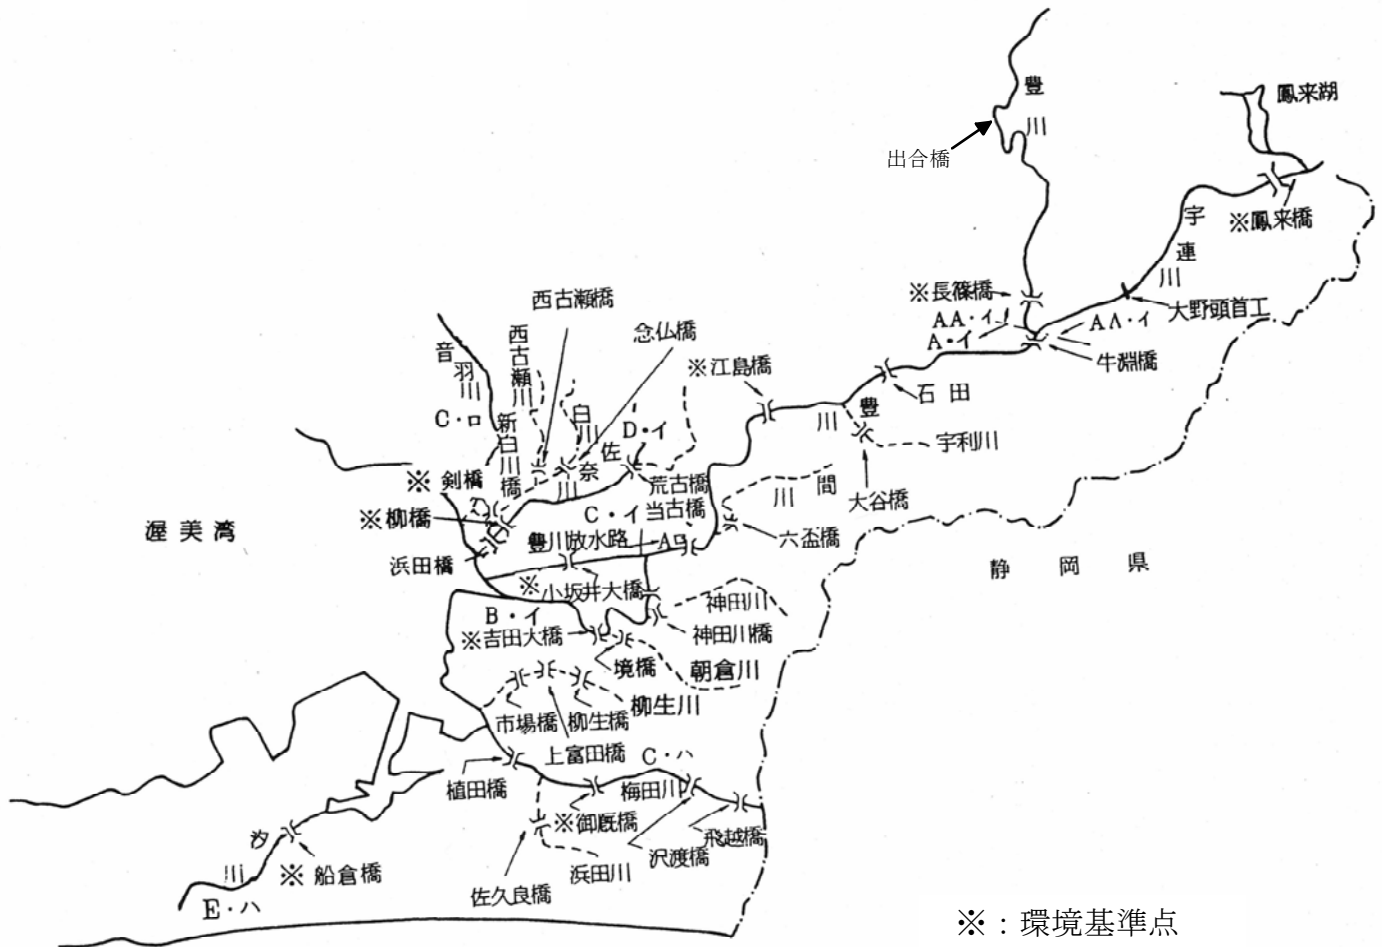 豊川
鳳来湖
出合橋
※鳳来橋
宇連川
※長篠橋
大野頭首工
AA・イ
AA・イ
A・イ
牛淵橋
西古瀬橋
念仏橋
※江島橋
石田
音羽川
西古瀬川
C・ロ
新白川橋
白川
D・イ
佐奈川
豊川
宇利川
大谷橋
※剣橋
荒古橋
間川
※柳橋
C・イ
当古橋
六盃橋
渥美湾
豊川放水路
Aロ
浜田橋
静岡県
※小坂井大橋
神田川
B・イ
※吉田大橋
神田川橋
境橋
朝倉川
市場橋
柳生橋
柳生川
上富田橋
C・ハ
植田橋
梅田川
※御厩橋
飛越橋
沢渡橋
汐川
※船倉橋
浜田川
佐久良橋
E・ハ
※：環境基準点